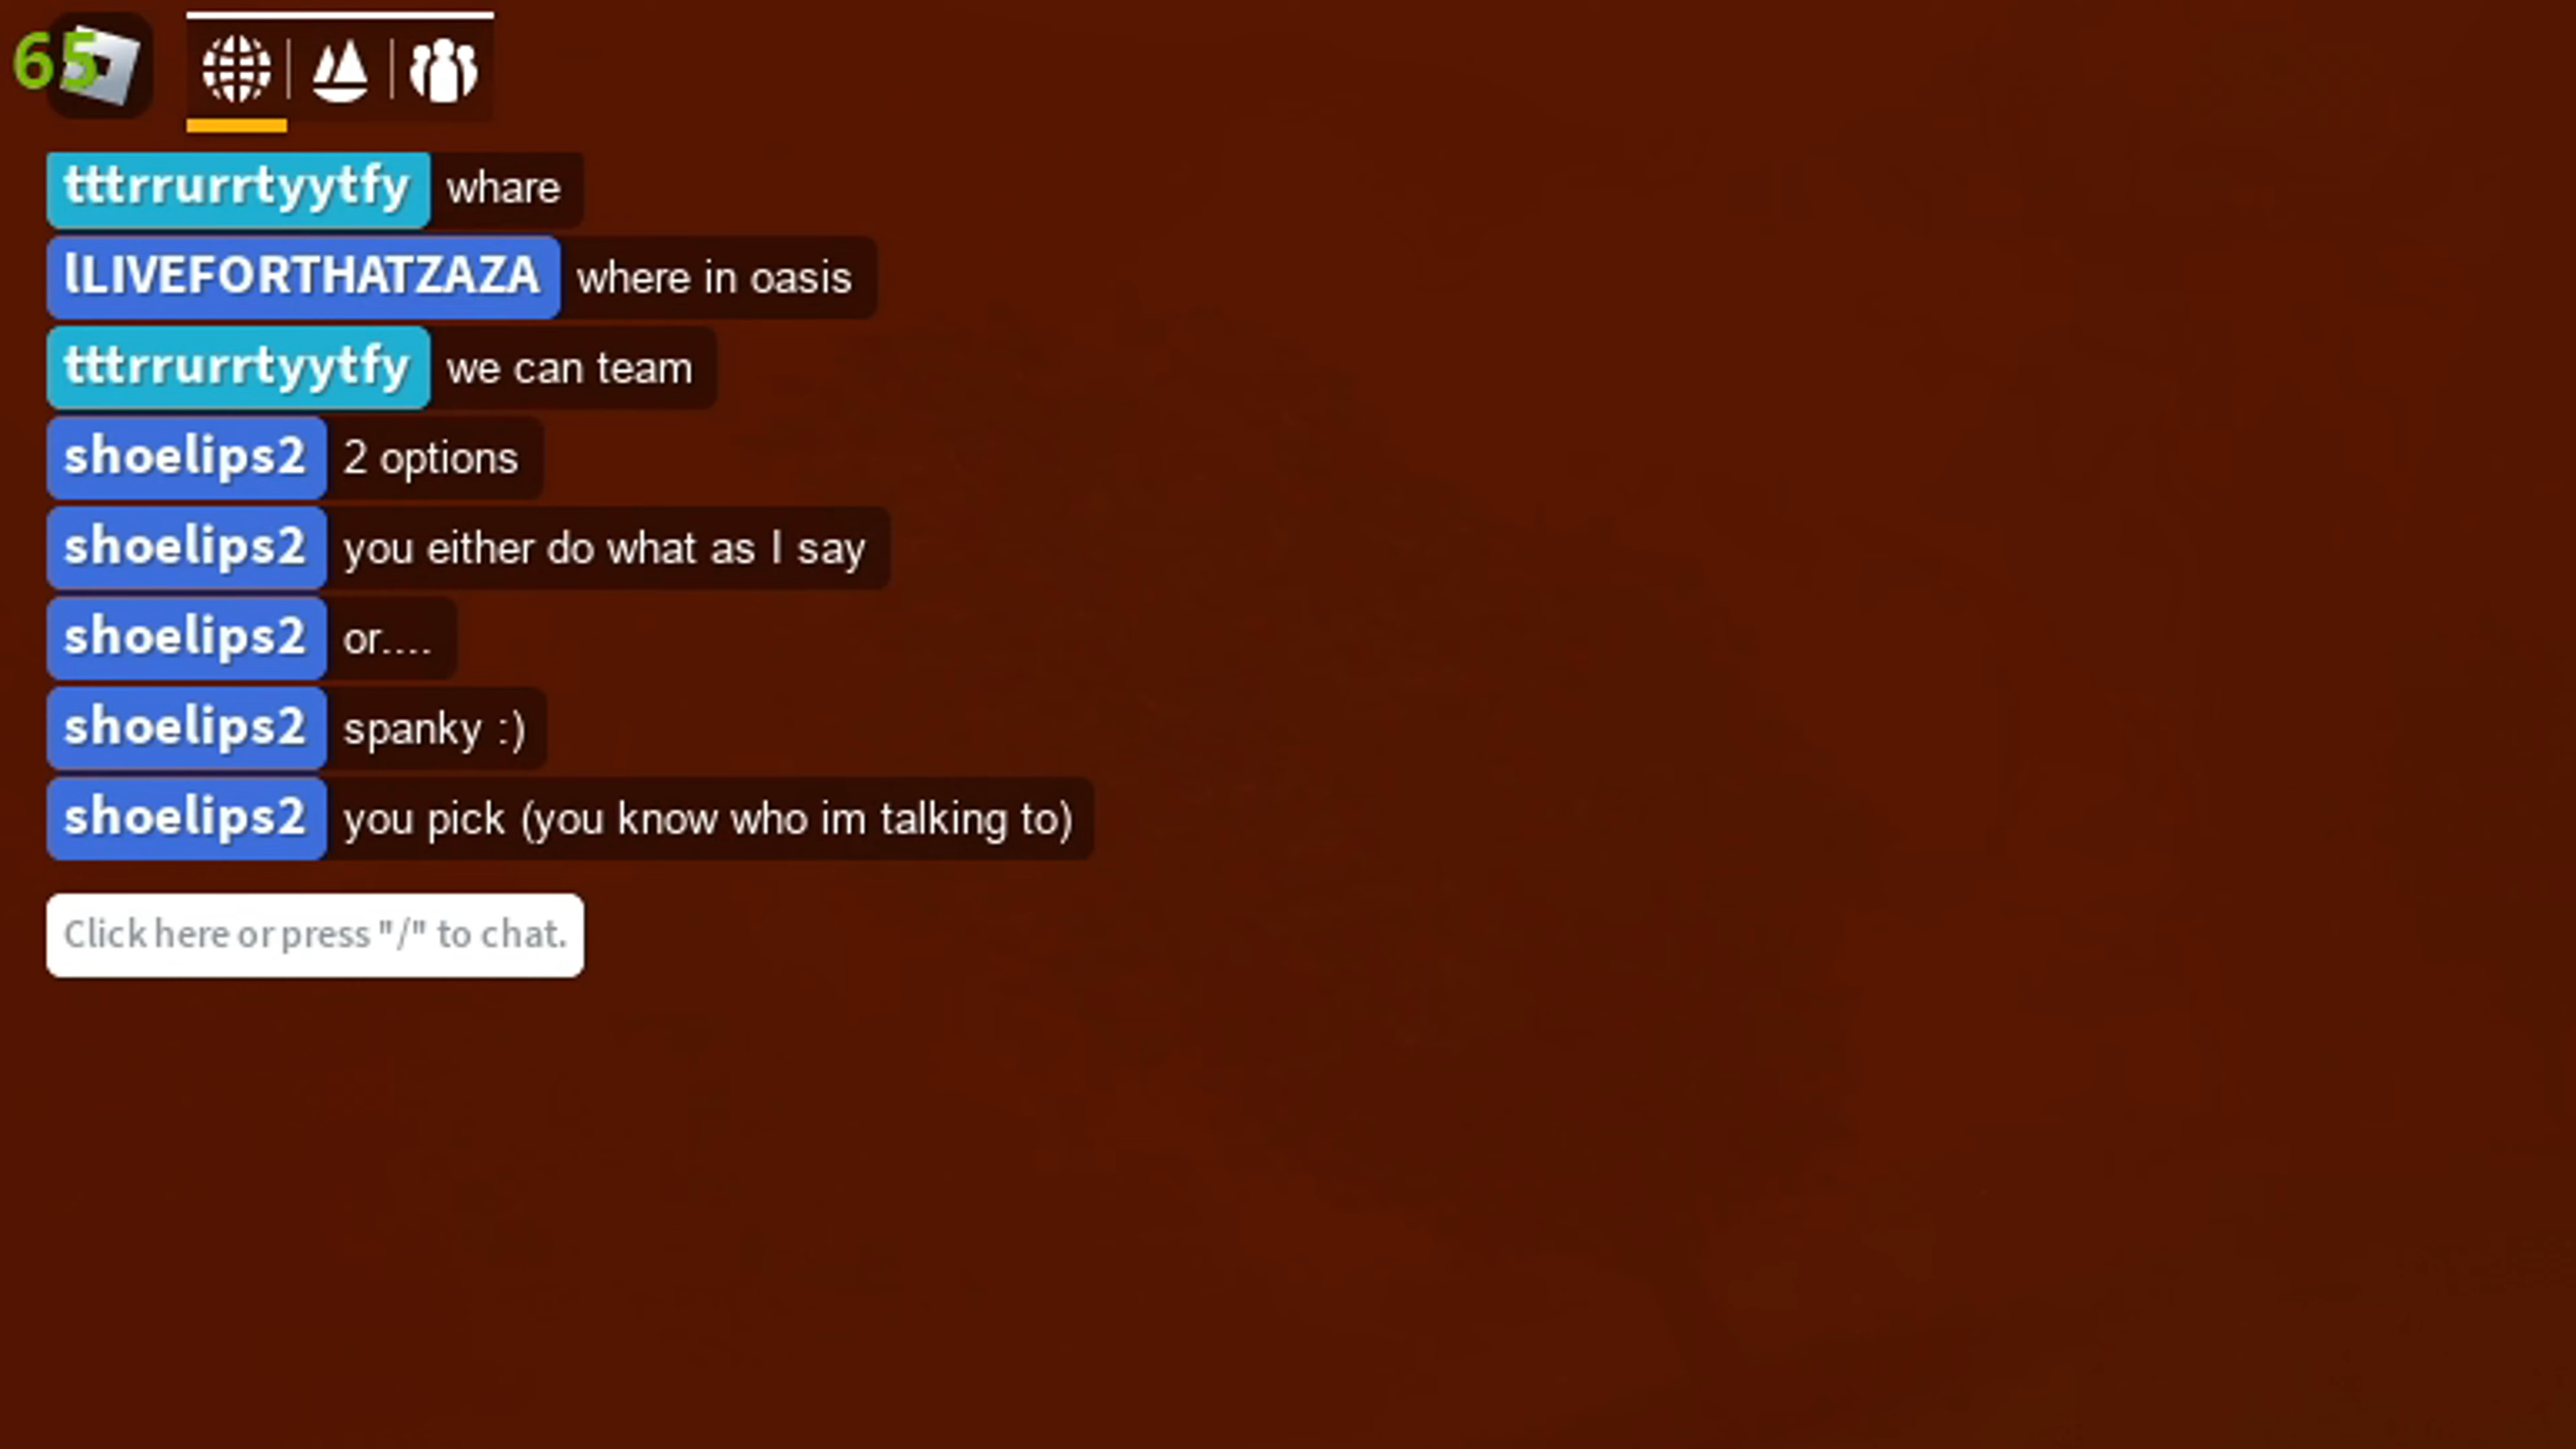 65
tttrrurrtyytfy whare
lLIVEFORTHATZAZA where in oasis
tttrrurrtyytfy we can team
shoelips2 2 options
shoelips2 you either do what as I say
shoelips2 or....
shoelips2 spanky :)
shoelips2 you pick (you know who im talking to)
Click here or press "/" to chat.